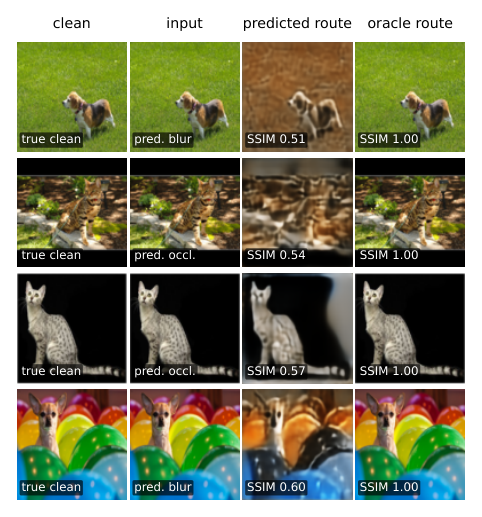 clean input predicted route oracle route
true clean pred. blur SSIM 0.51 SSIM 1.00
true clean pred. occl. SSIM 0.54 SSIM 1.00
true clean pred. occl. SSIM 0.57 SSIM 1.00
true clean pred. blur SSIM 0.60 SSIM 1.00